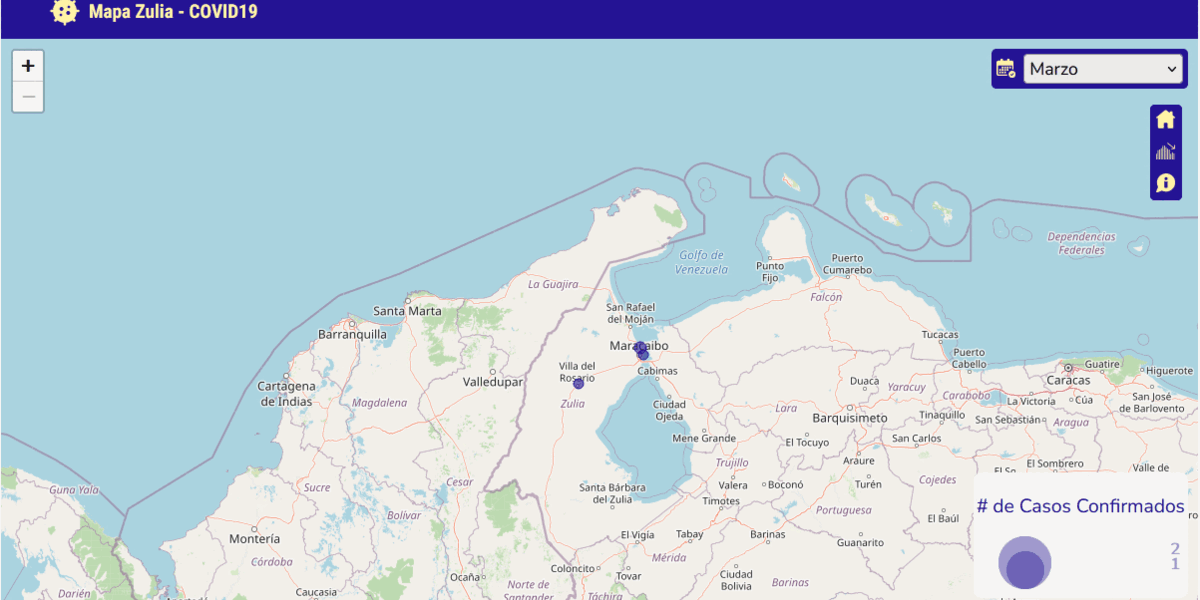 Mapa Zulia - COVID19
+
−
Marzo
Dependencias
Federales
Golfo de
Venezuela
Punto
Fijo
Puerto
Cumarebo
La Guajira
Falcón
San Rafael
del Moján
Santa Marta
Barranquilla
Maracaibo
Tucacas
Puerto
Cabello
Guatire
Higuerote
Villa del
Rosario
Cabimas
Caracas
Cartagena
de Indias
Valledupar
Duaca
Yaracuy
Carabobo
La Victoria
Cúa
San José
de Barlovento
Magdalena
Zulia
Ciudad
Ojeda
Lara
Barquisimeto
Tinaquillo
San Sebastián
Aragua
Mene Grande
El Tocuyo
San Carlos
Trujillo
Araure
El Sombrero
Valle de
Guna Yala
Sucre
Cesar
Santa Bárbara
del Zulia
Valera
Boconó
Turén
Cojedes
Timotes
Portuguesa
# de Casos Confirmados
Bolívar
El Baúl
Montería
El Vigía
Tabay
Barinas
Guanarito
2
1
Córdoba
Mérida
Coloncito
Tovar
Ciudad
Bolivia
Barinas
Ocaña
Norte de
Santander
Táchira
Darién
Caucasia